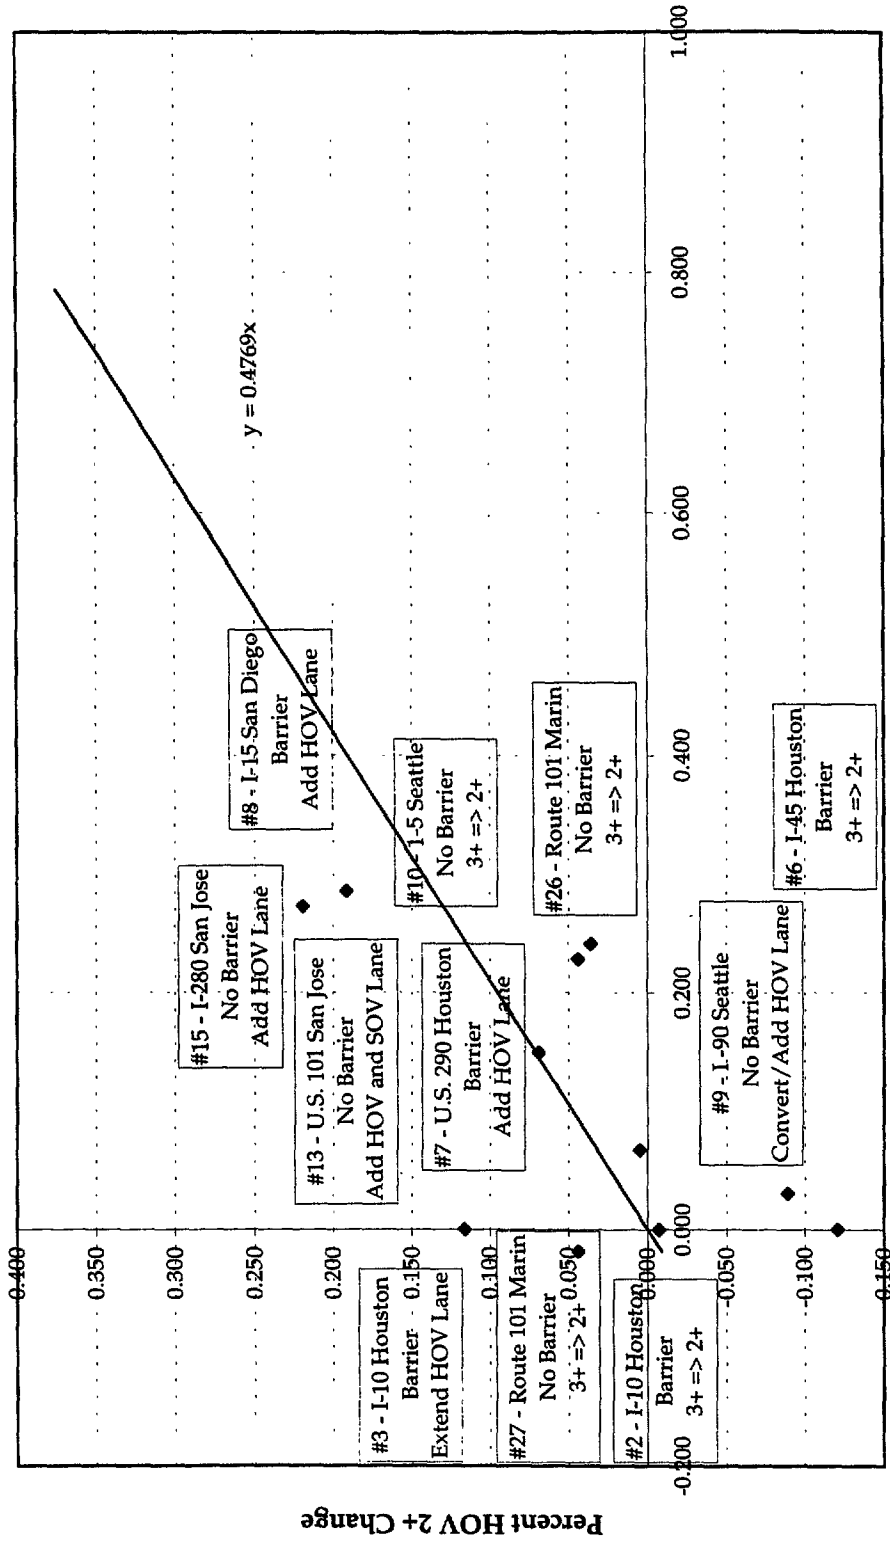 Percent HOV 2+ Change
0.400
0.350
0.300
0.250
0.200
0.150
0.100
0.050
0.000
-0.050
-0.100
-0.150
-0.200
0.000
0.200
0.400
0.600
0.800
1.000
y = 0.4769x
#3 - I-10 Houston
Barrier
Extend HOV Lane
#27 - Route 101 Marin
No Barrier
3+ => 2+
#2 - I-10 Houston
Barrier
3+ => 2+
#15 - I-280 San Jose
No Barrier
Add HOV Lane
#13 - U.S. 101 San Jose
No Barrier
Add HOV and SOV Lane
#7 - U.S. 290 Houston
Barrier
Add HOV Lane
#9 - I-90 Seattle
No Barrier
Convert/Add HOV Lane
#8 - I-15 San Diego
Barrier
Add HOV Lane
#10 - I-5 Seattle
No Barrier
3+ => 2+
#26 - Route 101 Marin
No Barrier
3+ => 2+
#6 - I-45 Houston
Barrier
3+ => 2+